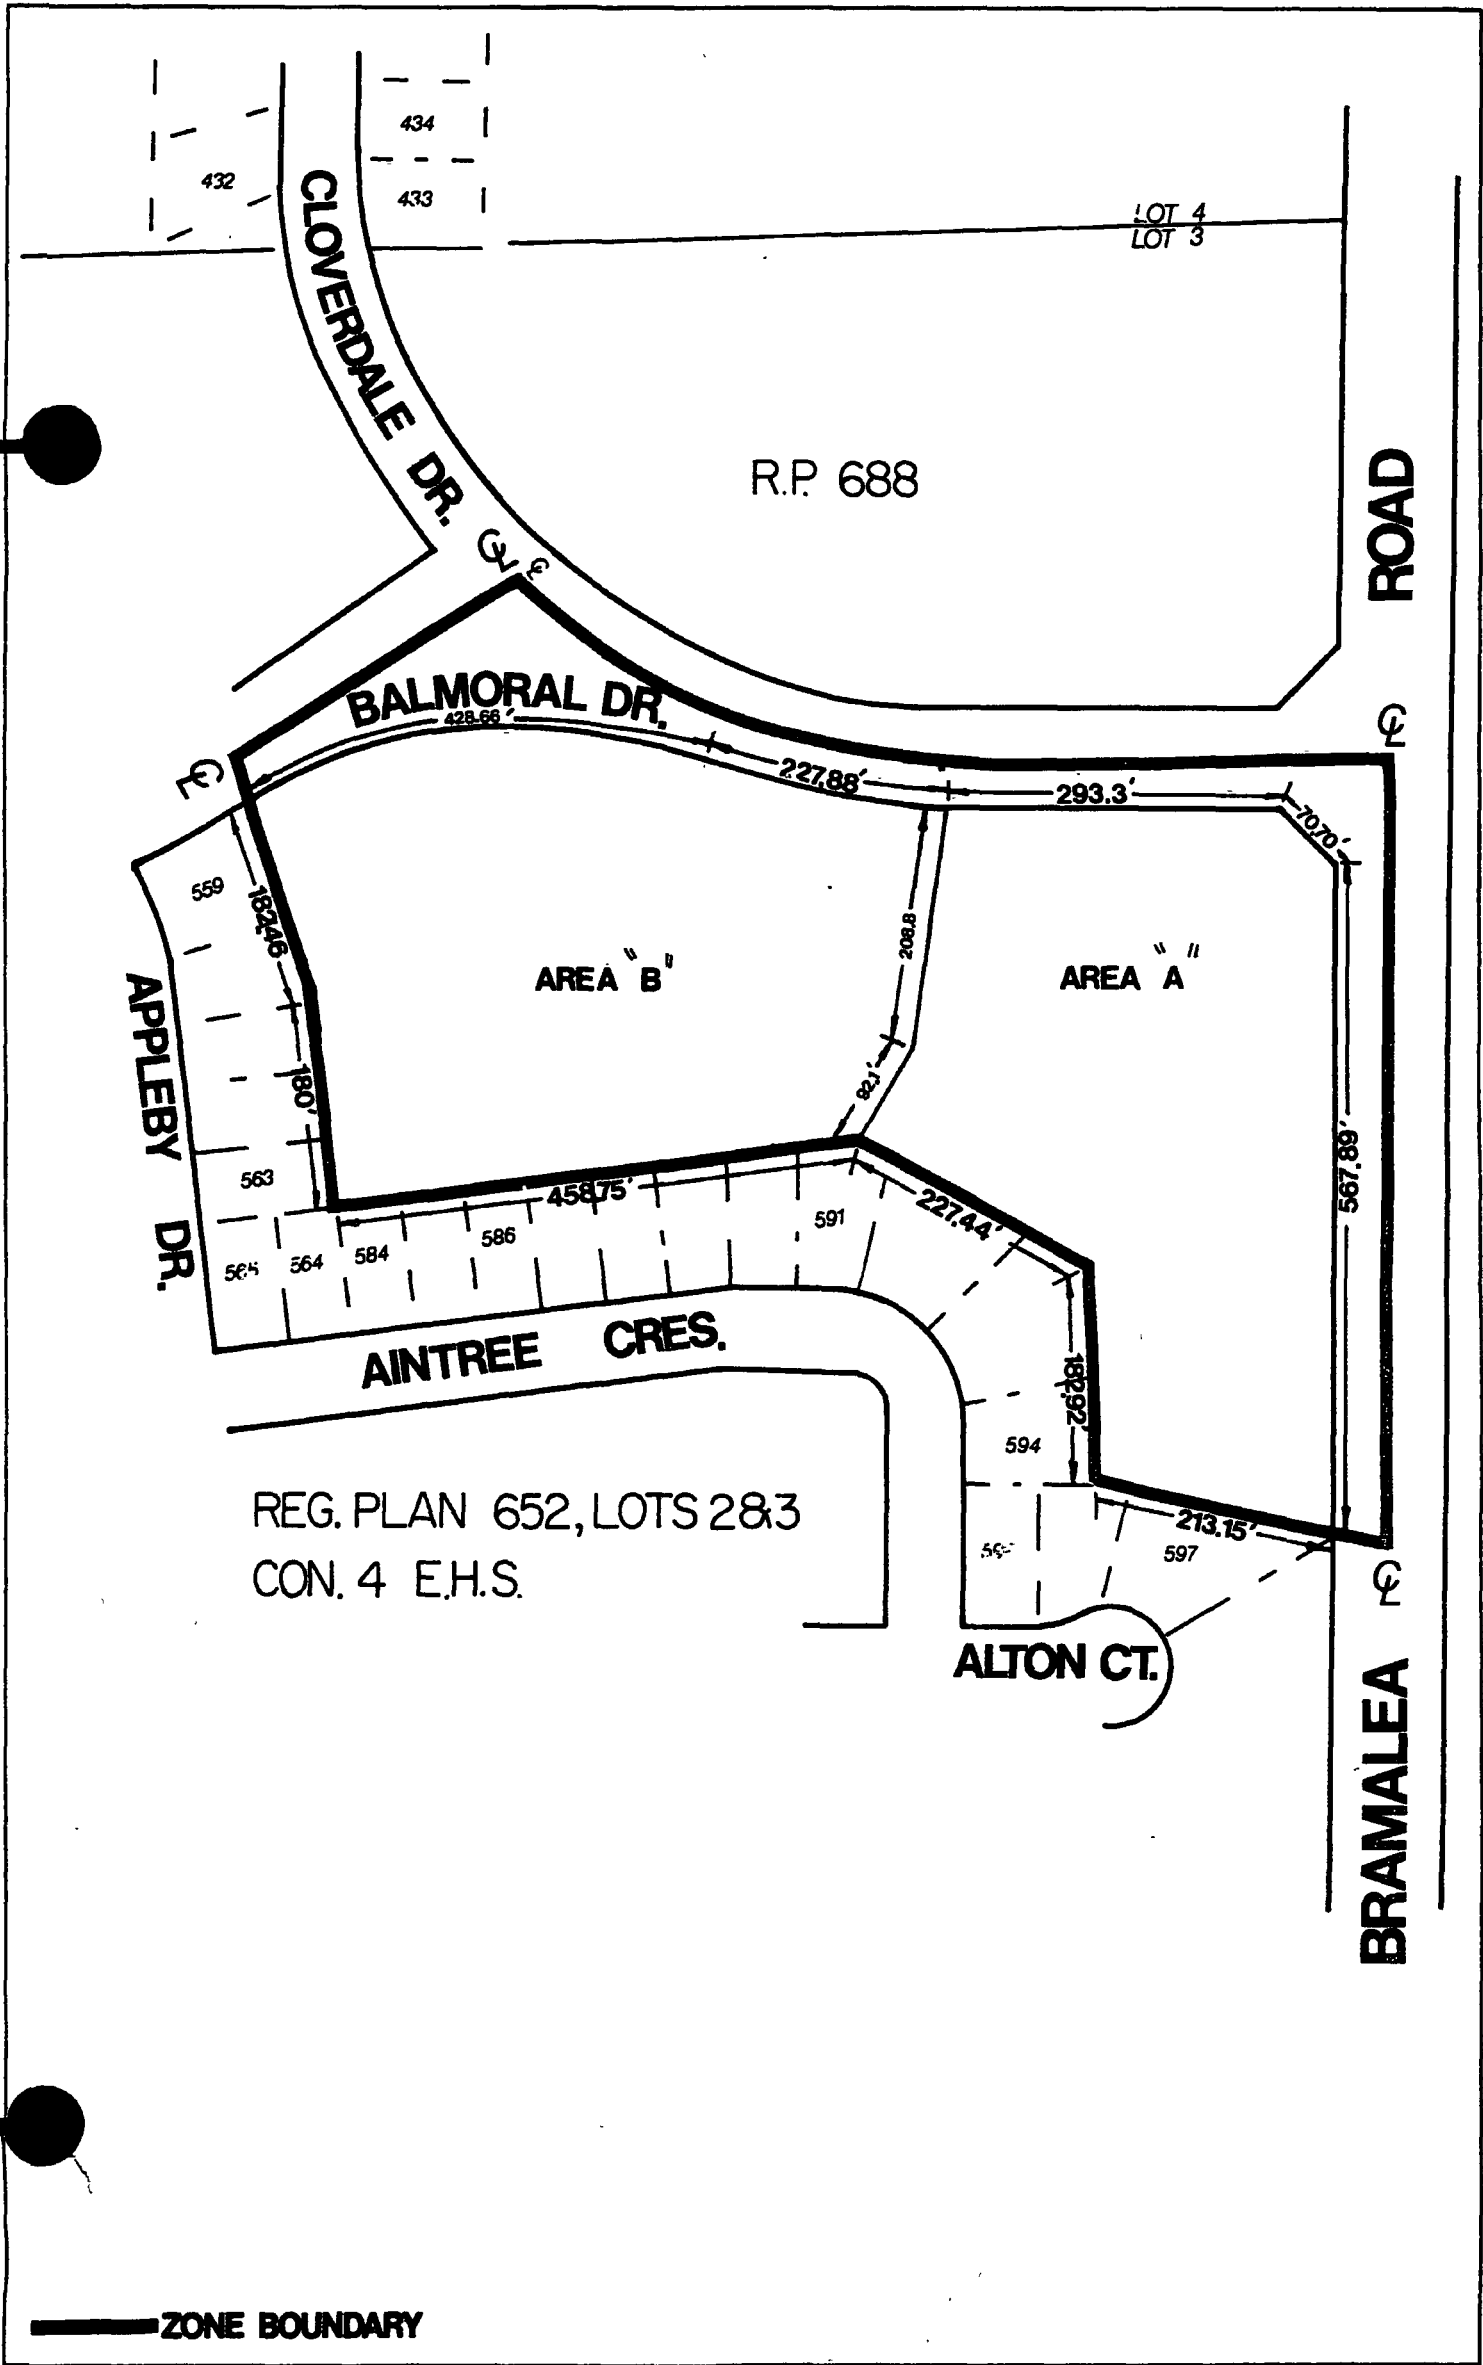 434
432
433
CLOVERDALE DR.
LOT 4
LOT 3
R.P. 688
ROAD
℄
℄
℄
BALMORAL DR.
428.66'
℄
227.88'
293.3'
70.70'
559
182.46
208.8
AREA "B"
AREA "A"
APPLEBY DR.
180'
92.1'
567.89'
563
458.75'
227.44'
591
586
584
564
565
AINTREE CRES.
182.92'
594
REG. PLAN 652, LOTS 2&3
CON. 4 E.H.S.
213.15'
597
℄
ALTON CT.
BRAMALEA
ZONE BOUNDARY